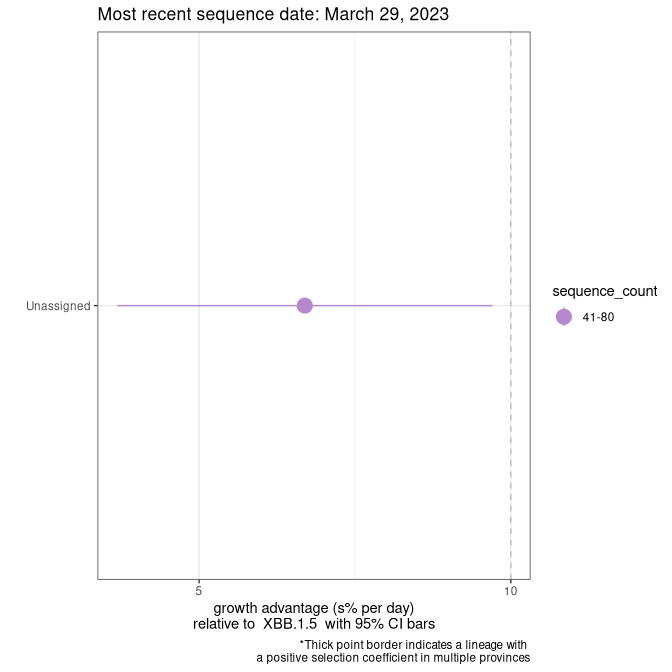 Most recent sequence date: March 29, 2023
Unassigned
sequence_count
41-80
5
10
growth advantage (s% per day)
relative to  XBB.1.5  with 95% CI bars
*Thick point border indicates a lineage with
a positive selection coefficient in multiple provinces